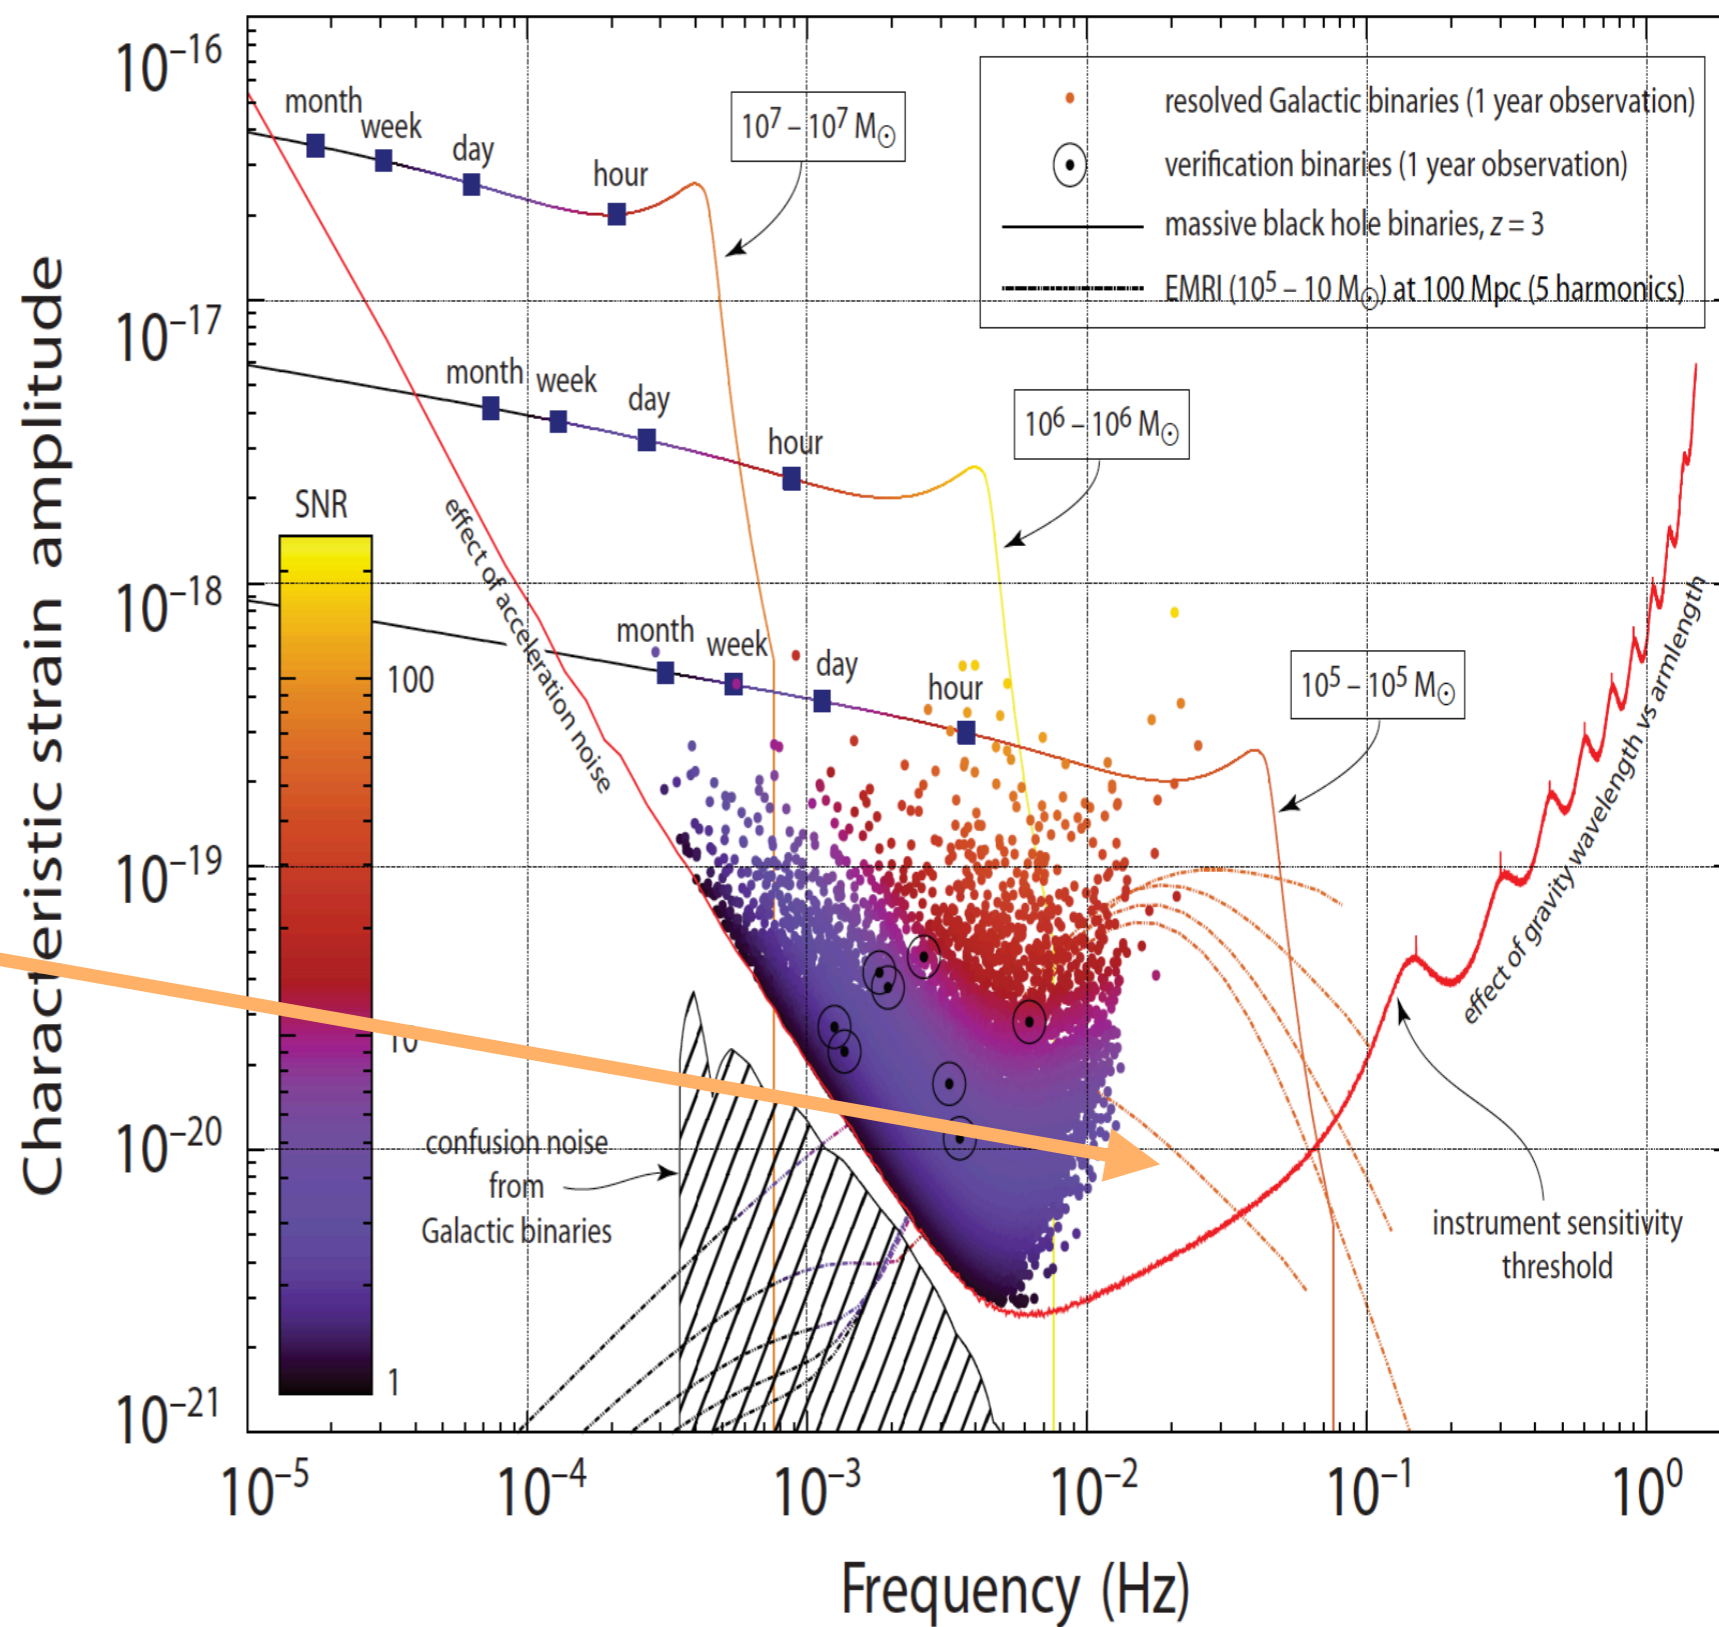 10⁻¹⁶
10⁻¹⁷
10⁻¹⁸
10⁻¹⁹
10⁻²⁰
10⁻²¹
Characteristic strain amplitude
month
week
day
hour
10⁷ – 10⁷ M☉
resolved Galactic binaries (1 year observation)
verification binaries (1 year observation)
massive black hole binaries, z = 3
EMRI (10⁵ – 10 M☉) at 100 Mpc (5 harmonics)
month
week
day
hour
10⁶ – 10⁶ M☉
SNR
100
10
1
effect of acceleration noise
month
week
day
hour
10⁵ – 10⁵ M☉
effect of gravity wavelength vs armlength
confusion noise
from
Galactic binaries
instrument sensitivity
threshold
10⁻⁵
10⁻⁴
10⁻³
10⁻²
10⁻¹
10⁰
Frequency (Hz)